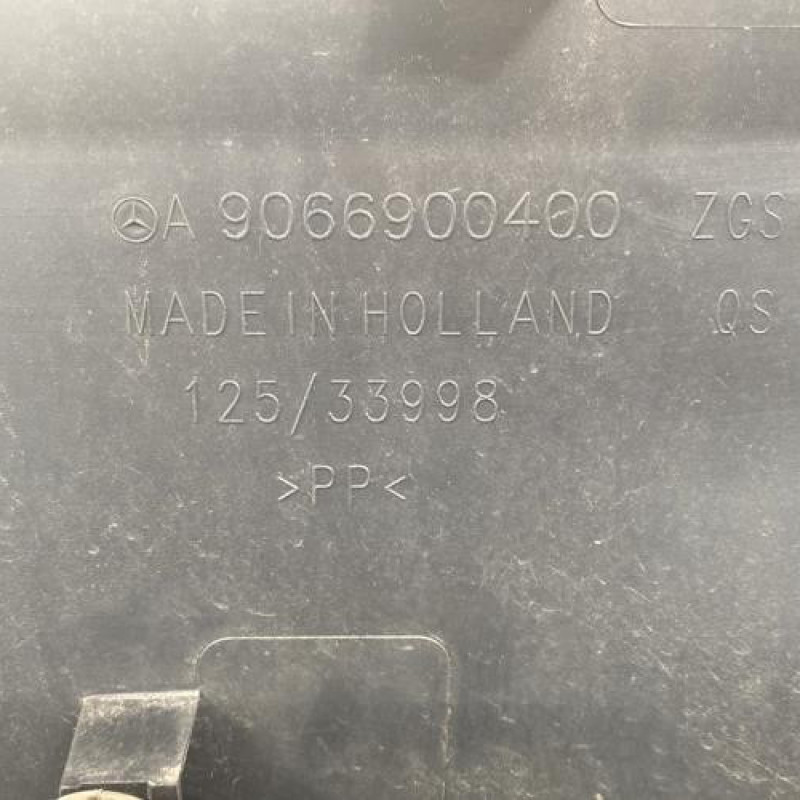 A 9066900400 ZGS
MADE IN HOLLAND QS
125/33998
>PP<